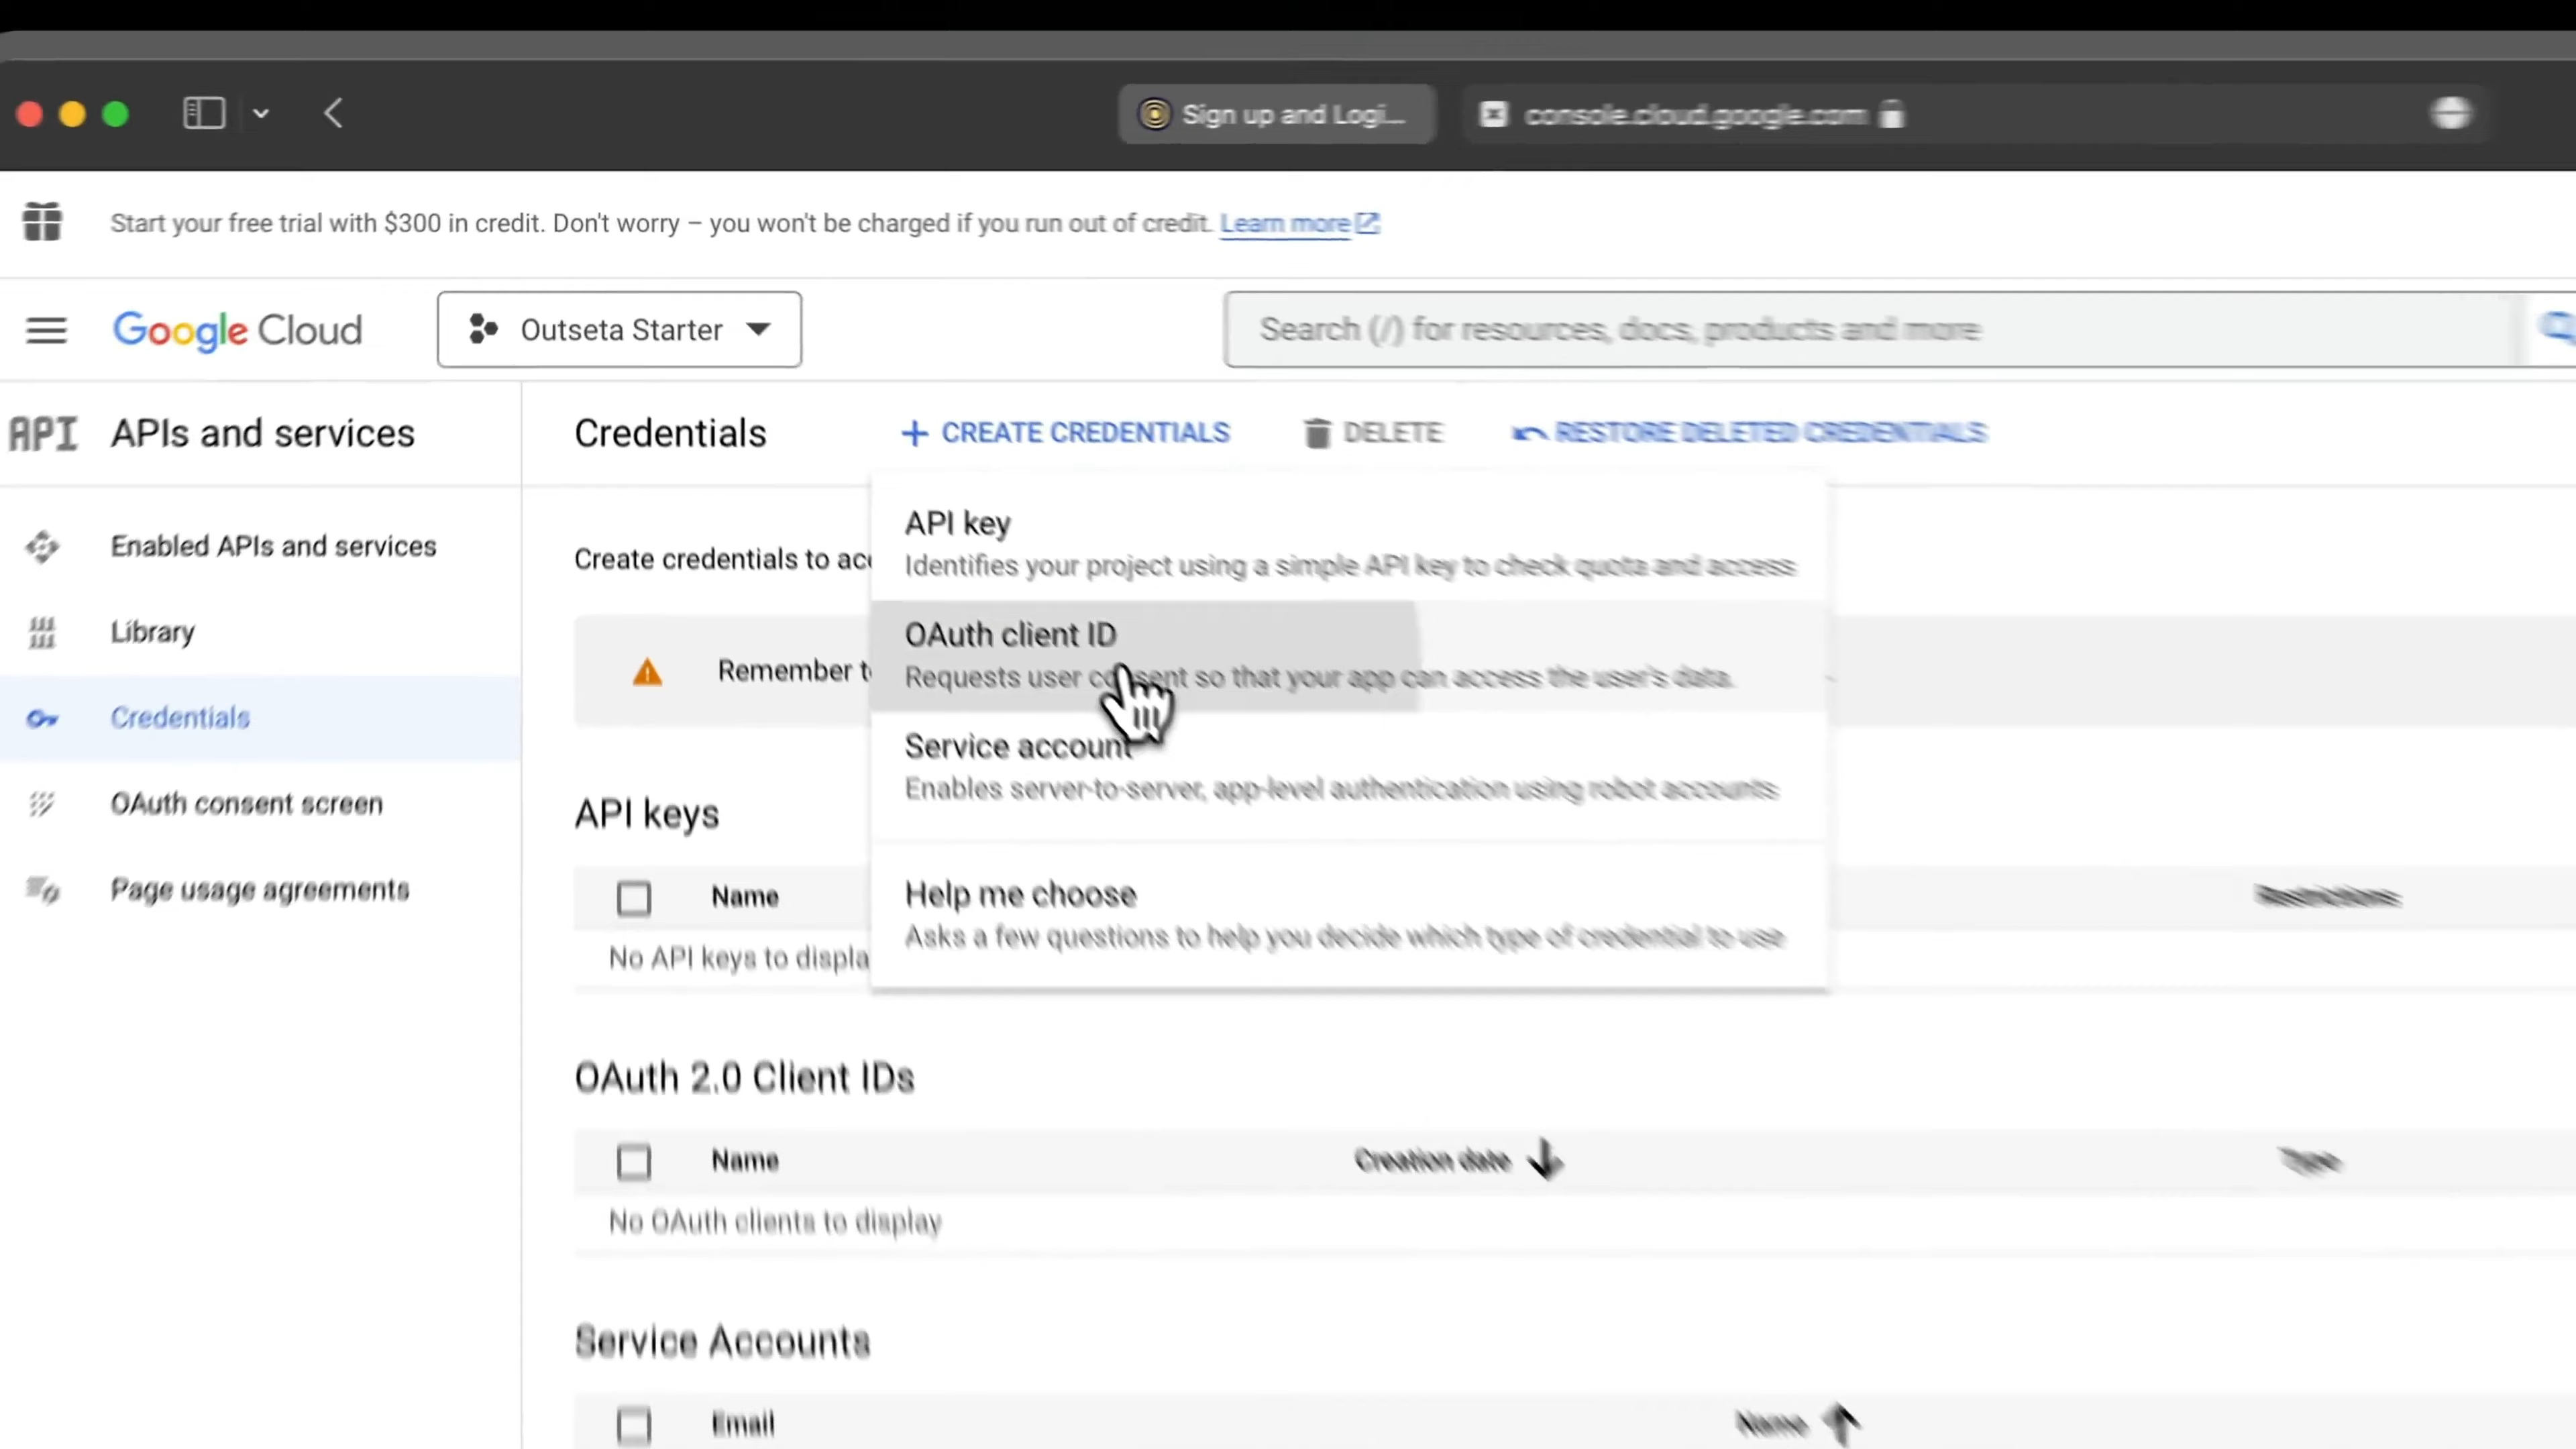 Sign up and Logi...
console.cloud.google.com
Start your free trial with $300 in credit. Don't worry – you won't be charged if you run out of credit. Learn more
Google Cloud
Outseta Starter
Search (/) for resources, docs, products and more
API
APIs and services
Credentials
+ CREATE CREDENTIALS
DELETE
RESTORE DELETED CREDENTIALS
Enabled APIs and services
Library
Credentials
OAuth consent screen
Page usage agreements
Create credentials to acc
Remember t
API key
Identifies your project using a simple API key to check quota and access
OAuth client ID
Requests user consent so that your app can access the user's data.
Service account
Enables server-to-server, app-level authentication using robot accounts
Help me choose
Asks a few questions to help you decide which type of credential to use
API keys
Name
Restrictions
No API keys to displa
OAuth 2.0 Client IDs
Name
Creation date
Type
No OAuth clients to display
Service Accounts
Email
Name